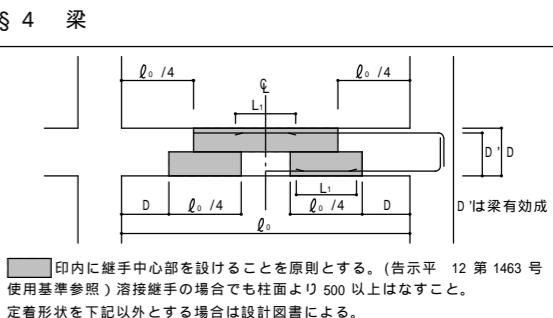 § 4 梁
ℓ₀ /4
ℓ₀ /4
℄
L₁
D' D
L₁
D ℓ₀ /4 ℓ₀ /4 D
D'は梁有効成
ℓ₀
印内に継手中心部を設けることを原則とする。(告示平 12 第 1463 号
使用基準参照 ) 溶接継手の場合でも柱面より 500 以上はなすこと。
定着形状を下記以外とする場合は設計図書による。